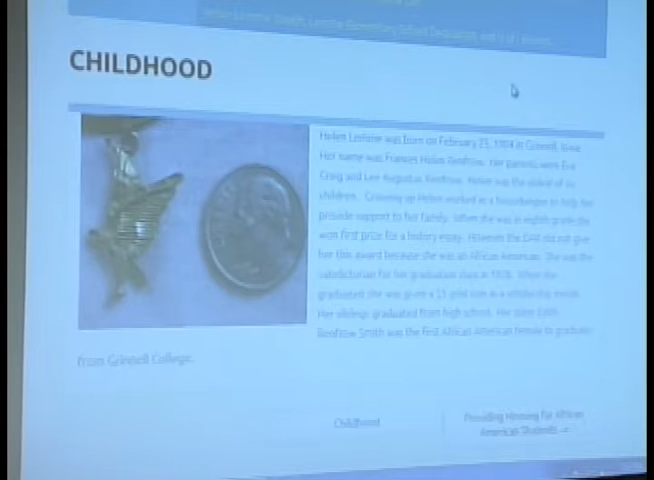 CHILDHOOD
Helen Lemme was born on February 23, 1904 in Grinnell, Iowa.
Her name was Frances Helen Renfrow. Her parents were Eva
Craig and Lee Augustus Renfrow. Helen was the oldest of six
children. Growing up Helen worked as a housekeeper to help her
provide support to her family. When she was in eighth grade she
won first prize for a history essay. However the DAR did not give
her this award because she was an African American. She was the
valedictorian for her graduation class in 1923. When she
graduated she was given a 15 gold coin as a scholarship medal.
Her siblings graduated from high school. Her sister Edith
Renfrow Smith was the first African American female to graduate
from Grinnell College.
Childhood
Providing Housing For African
American Students →